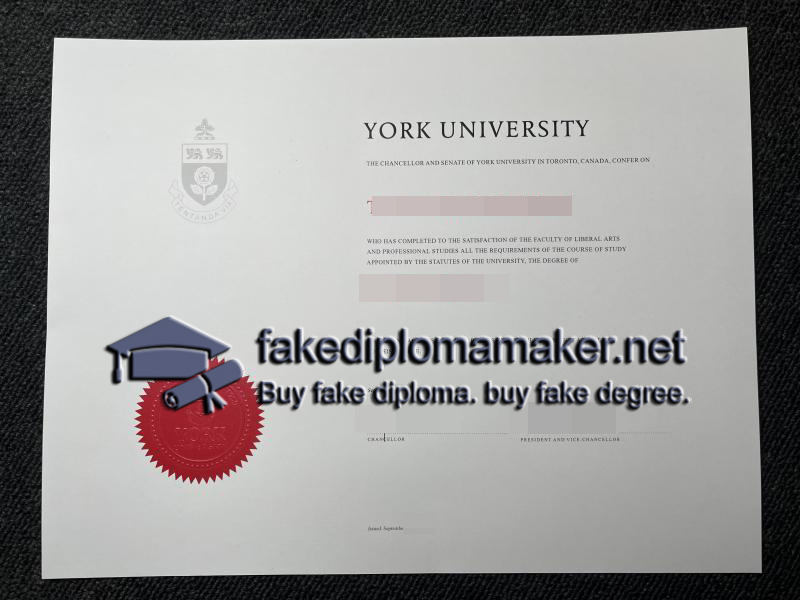 YORK UNIVERSITY
THE CHANCELLOR AND SENATE OF YORK UNIVERSITY IN TORONTO, CANADA, CONFER ON
TENTANDA VIA
WHO HAS COMPLETED TO THE SATISFACTION OF THE FACULTY OF LIBERAL ARTS
AND PROFESSIONAL STUDIES ALL THE REQUIREMENTS OF THE COURSE OF STUDY
APPOINTED BY THE STATUTES OF THE UNIVERSITY, THE DEGREE OF
fakediplomamaker.net
Buy fake diploma. buy fake degree.
YORK
CHANCELLOR
PRESIDENT AND VICE-CHANCELLOR